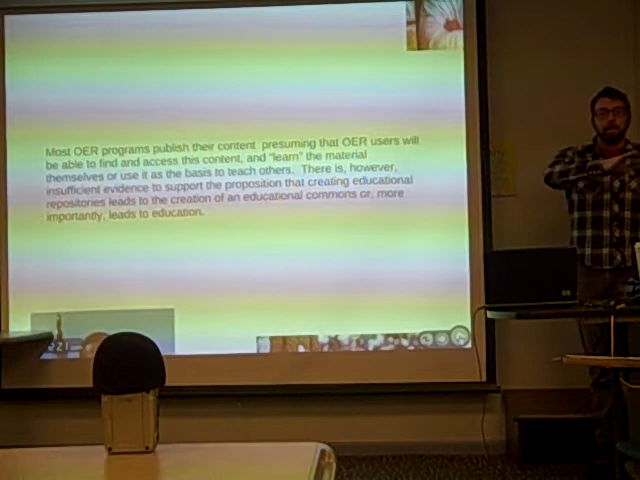 Most OER programs publish their content presuming that OER users will
be able to find and access this content, and "learn" the material
themselves or use it as the basis to teach others. There is, however,
insufficient evidence to support the proposition that creating educational
repositories leads to the creation of an educational commons or, more
importantly, leads to education.
221